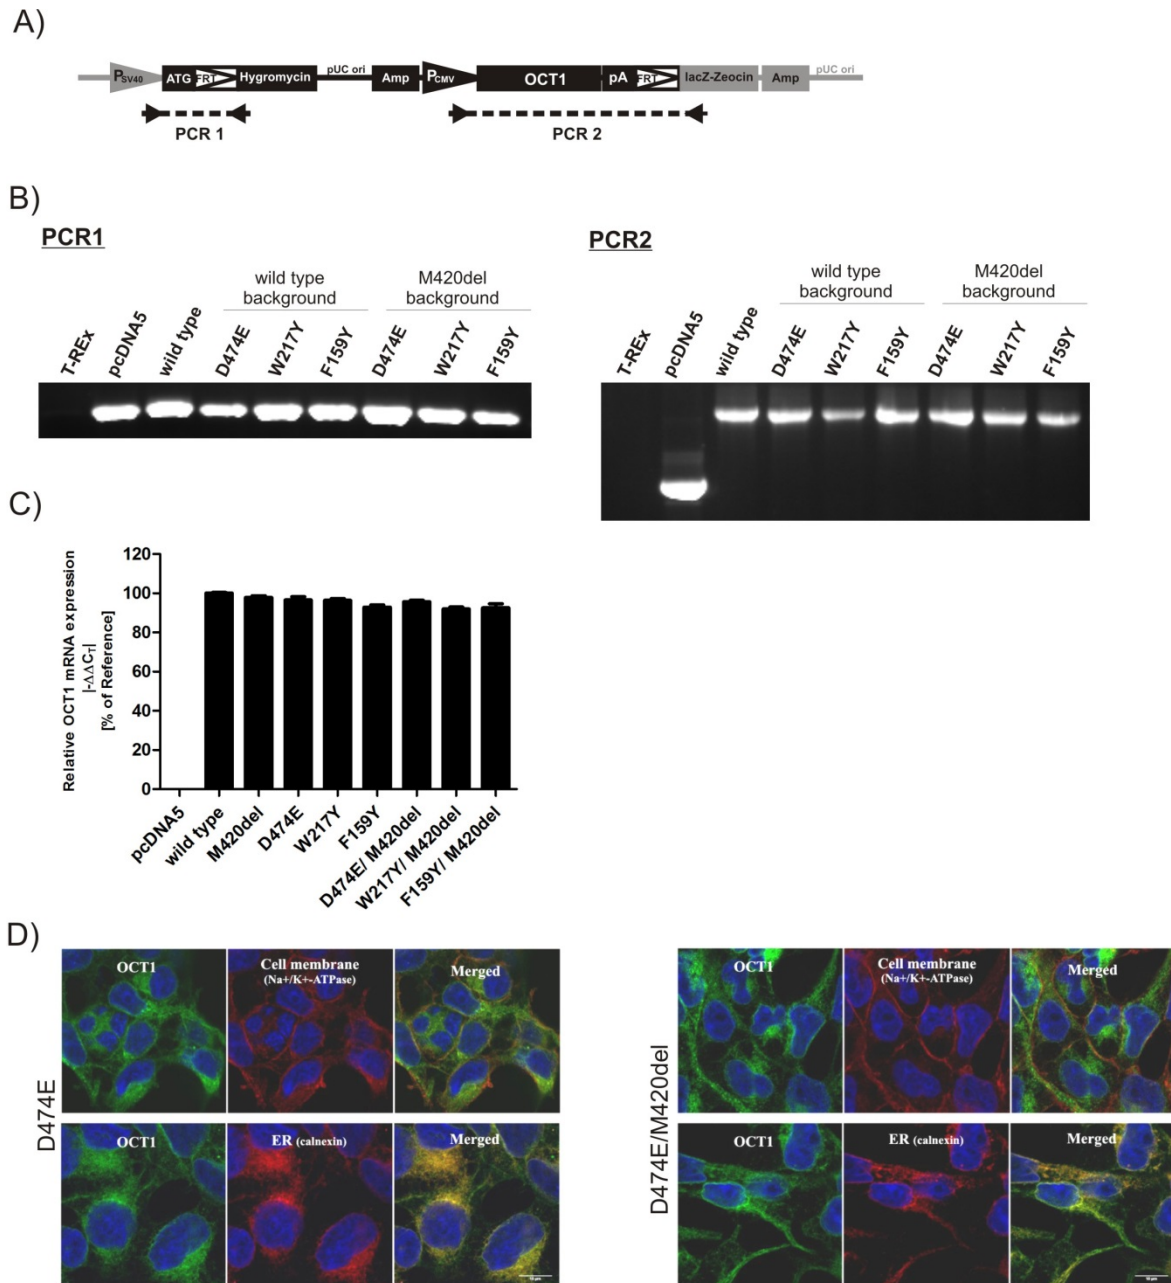 A)
PSV40 ATG FRT Hygromycin pUC ori Amp PCMV OCT1 pA FRT lacZ-Zeocin Amp pUC ori
PCR 1 PCR 2
B)
PCR1
wild type
background
M420del
background
T-REx pcDNA5 wild type D474E W217Y F159Y D474E W217Y F159Y
PCR2
wild type
background
M420del
background
T-REx pcDNA5 wild type D474E W217Y F159Y D474E W217Y F159Y
C)
Relative OCT1 mRNA expression
|-ΔΔCT|
[% of Reference]
120
100
80
60
40
20
0
pcDNA5
wild type
M420del
D474E
W217Y
F159Y
D474E/ M420del
W217Y/ M420del
F159Y/ M420del
D)
D474E
OCT1 Cell membrane Merged
(Na+/K+-ATPase)
OCT1 ER (calnexin) Merged
10 µm
D474E/M420del
OCT1 Cell membrane Merged
(Na+/K+-ATPase)
OCT1 ER (calnexin) Merged
10 µm